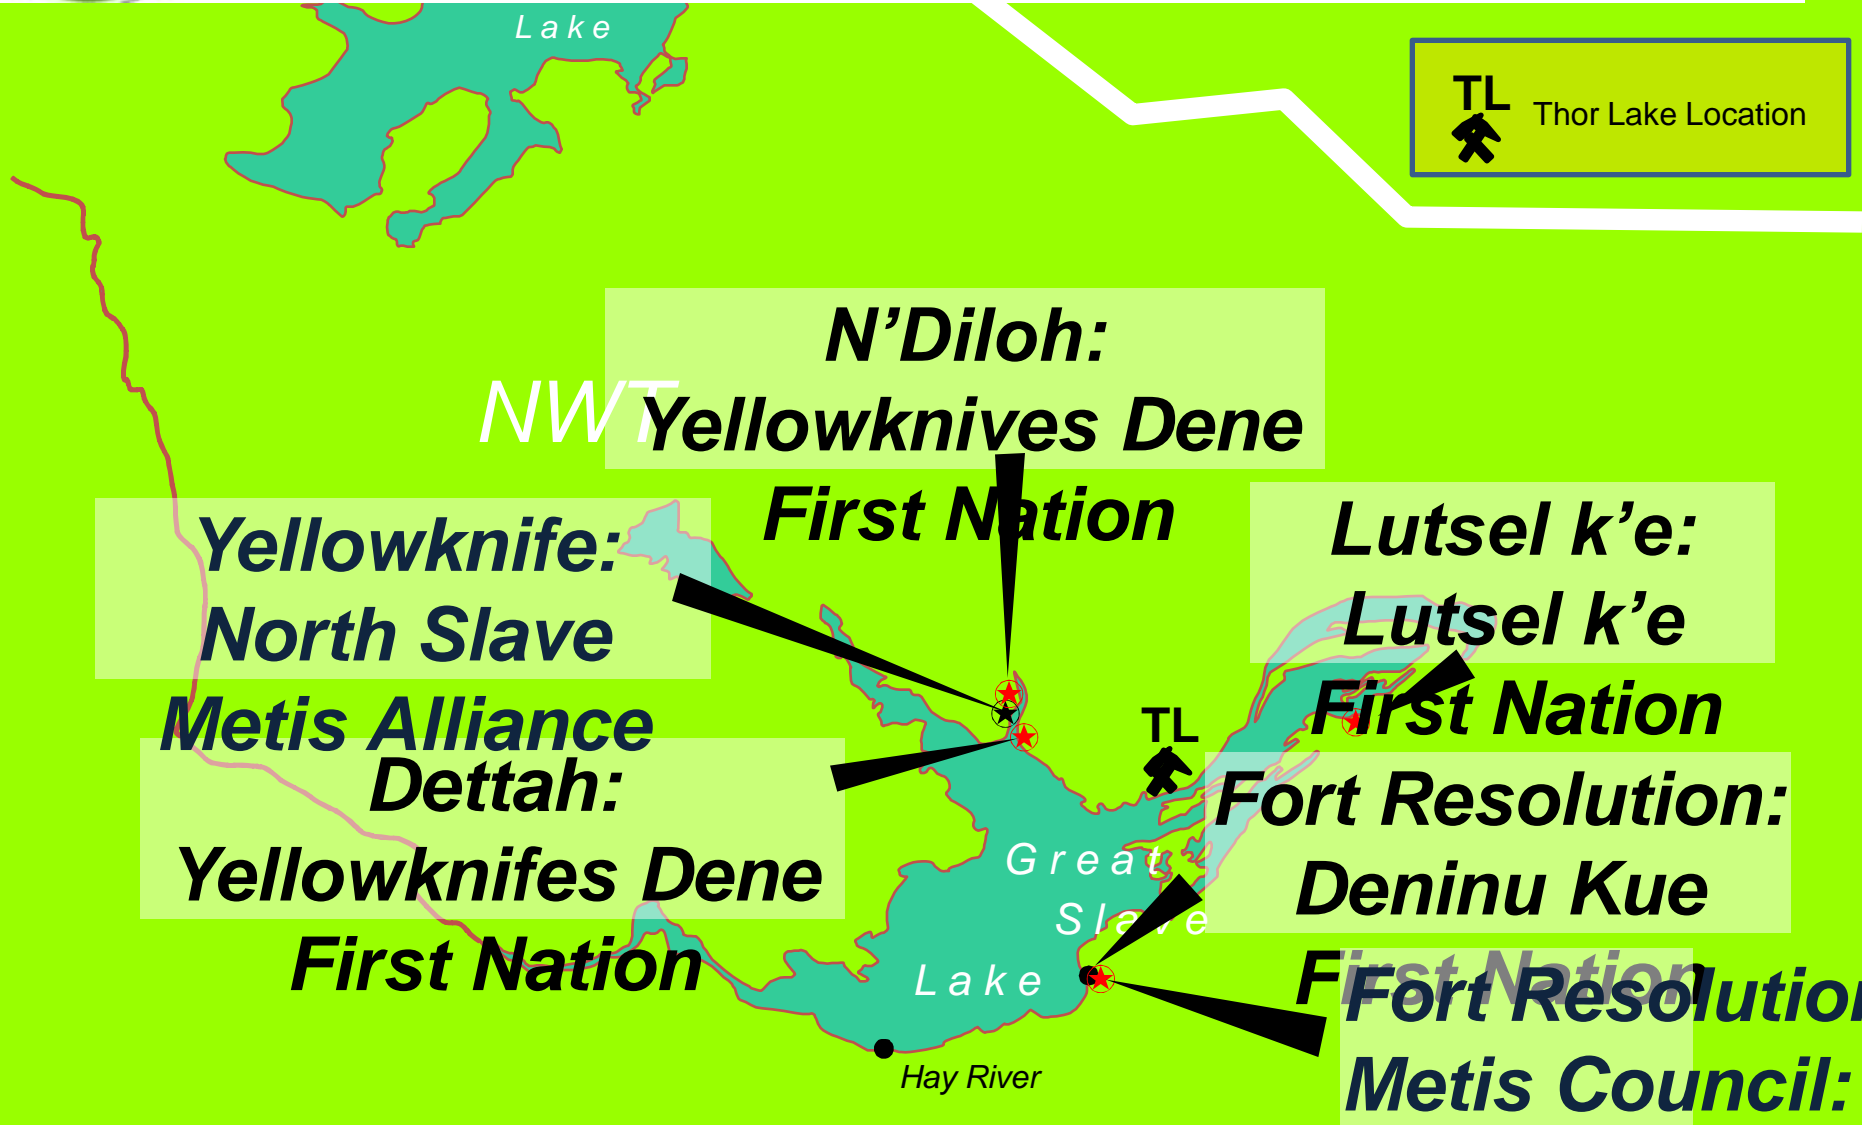 Lake
TL
Thor Lake Location
N’Diloh:
Yellowknives Dene
First Nation
NWT
Yellowknife:
North Slave
Metis Alliance
Lutsel k’e:
Lutsel k’e
First Nation
TL
Dettah:
Yellowknifes Dene
First Nation
Fort Resolution:
Deninu Kue
First Nation
Great
Slave
Lake
Fort Resolution
Metis Council:
Hay River